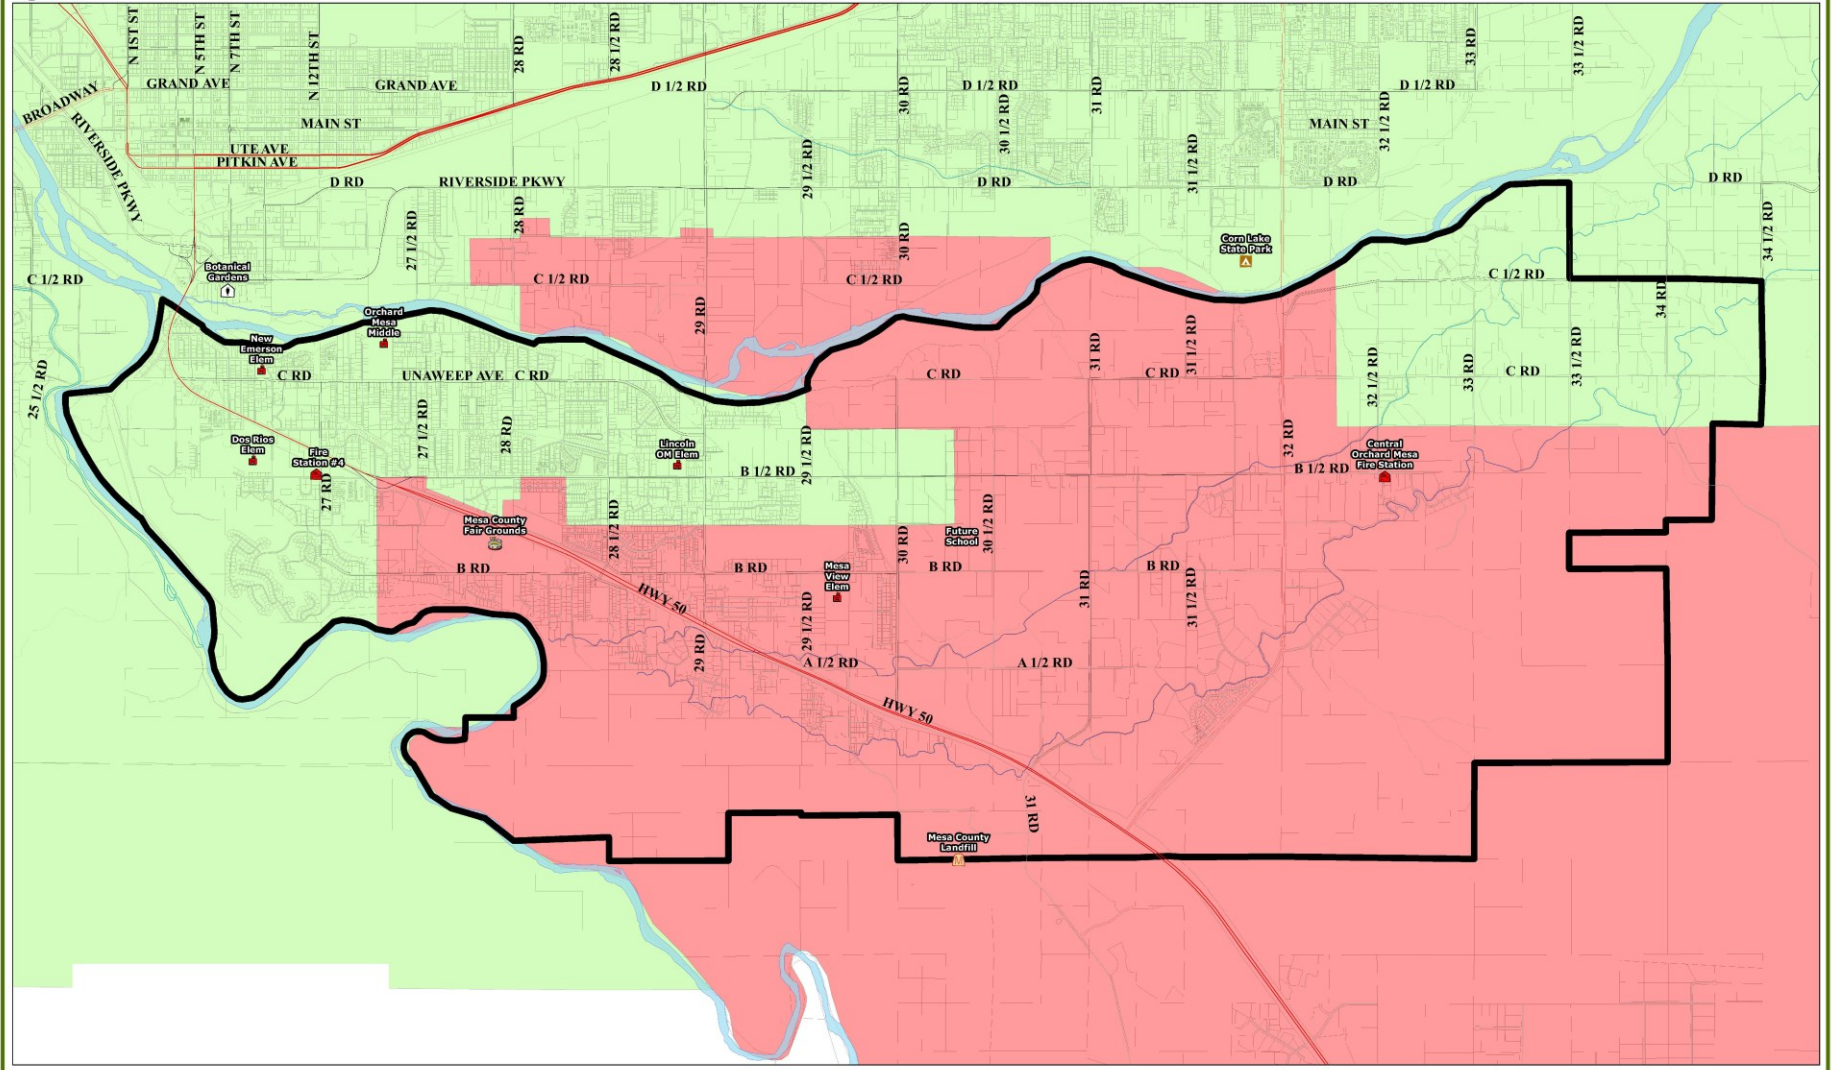 N 1ST ST
N 5TH ST
N 7TH ST
N 12TH ST
28 RD
28 1/2 RD
33 RD
33 1/2 RD
BROADWAY
GRAND AVE
GRAND AVE
D 1/2 RD
30 RD
D 1/2 RD
31 RD
D 1/2 RD
RIVERSIDE PKWY
MAIN ST
30 1/2 RD
MAIN ST
32 1/2 RD
UTE AVE
PITKIN AVE
29 1/2 RD
31 1/2 RD
D RD
RIVERSIDE PKWY
D RD
D RD
D RD
27 1/2 RD
28 RD
30 RD
34 1/2 RD
Corn Lake
State Park
C 1/2 RD
Botanical
Gardens
C 1/2 RD
C 1/2 RD
C 1/2 RD
34 RD
Orchard
Mesa
Middle
29 RD
New
Emerson
Elem
31 RD
31 1/2 RD
33 1/2 RD
25 1/2 RD
C RD
UNAWEEP AVE
C RD
C RD
C RD
32 1/2 RD
33 RD
C RD
Dos Rios
Elem
Fire
Station #4
27 1/2 RD
28 RD
Lincoln
OM Elem
29 1/2 RD
32 RD
Central
Orchard Mesa
Fire Station
B 1/2 RD
B 1/2 RD
27 RD
Mesa County
Fair Grounds
28 1/2 RD
30 RD
Future
School
30 1/2 RD
B RD
B RD
Mesa
View
Elem
B RD
31 RD
B RD
31 1/2 RD
HWY 50
29 RD
29 1/2 RD
A 1/2 RD
A 1/2 RD
HWY 50
31 RD
Mesa County
Landfill